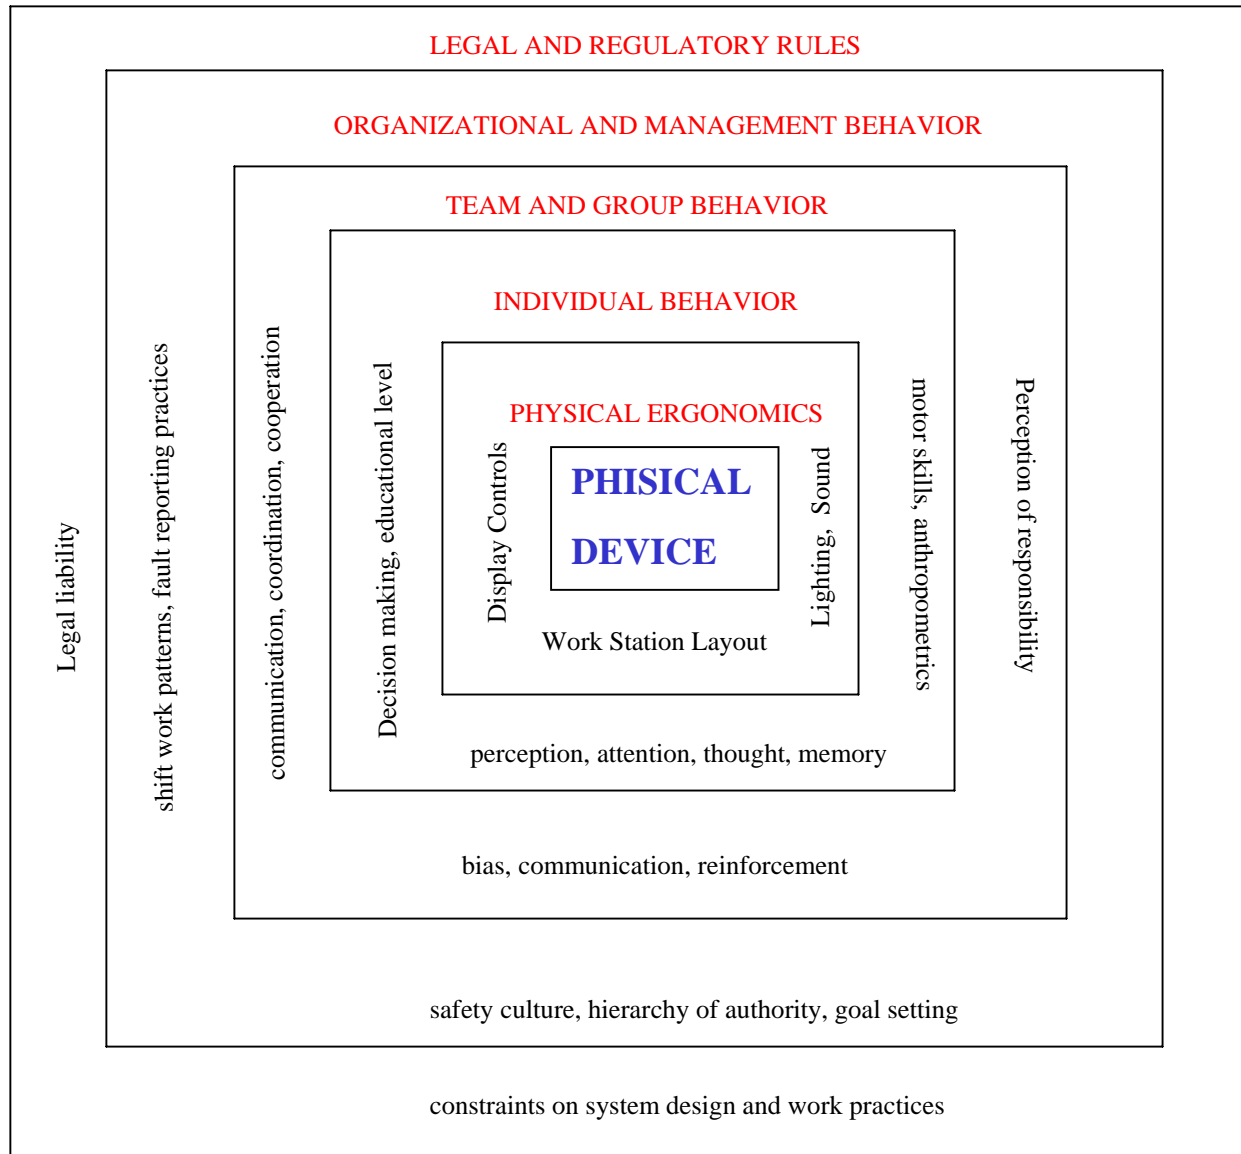 LEGAL AND REGULATORY RULES
ORGANIZATIONAL AND MANAGEMENT BEHAVIOR
TEAM AND GROUP BEHAVIOR
INDIVIDUAL BEHAVIOR
PHYSICAL ERGONOMICS
PHISICAL
DEVICE
Legal liability
shift work patterns, fault reporting practices
communication, coordination, cooperation
Decision making, educational level
Display Controls
Lighting, Sound
motor skills, anthropometrics
Perception of responsibility
Work Station Layout
perception, attention, thought, memory
bias, communication, reinforcement
safety culture, hierarchy of authority, goal setting
constraints on system design and work practices